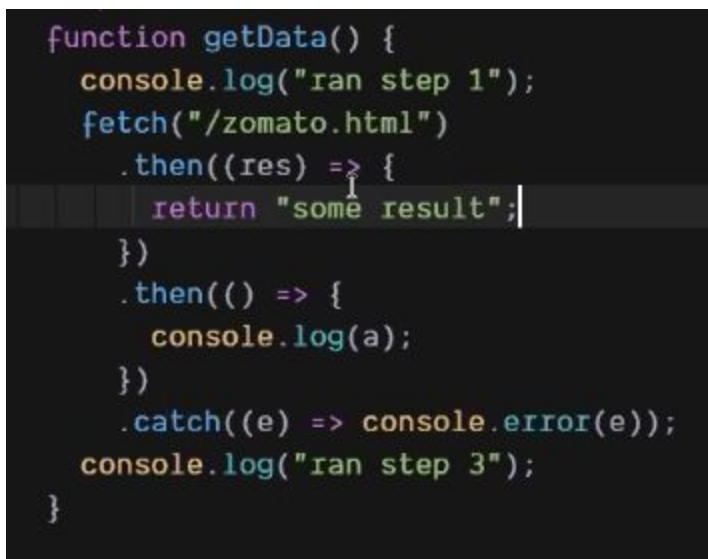 function getData() {
console.log("ran step 1");
fetch("/zomato.html")
.then((res) => {
return "some result";
})
.then(() => {
console.log(a);
})
.catch((e) => console.error(e));
console.log("ran step 3");
}